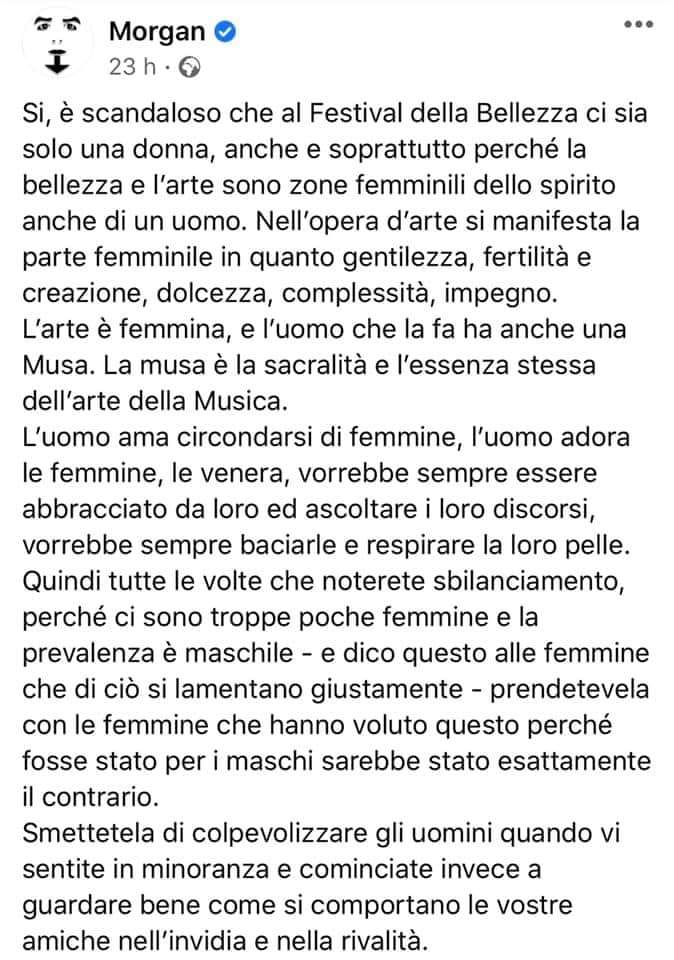 Morgan
23 h ·
Si, è scandaloso che al Festival della Bellezza ci sia
solo una donna, anche e soprattutto perché la
bellezza e l'arte sono zone femminili dello spirito
anche di un uomo. Nell'opera d'arte si manifesta la
parte femminile in quanto gentilezza, fertilità e
creazione, dolcezza, complessità, impegno.
L'arte è femmina, e l'uomo che la fa ha anche una
Musa. La musa è la sacralità e l'essenza stessa
dell'arte della Musica.
L'uomo ama circondarsi di femmine, l'uomo adora
le femmine, le venera, vorrebbe sempre essere
abbracciato da loro ed ascoltare i loro discorsi,
vorrebbe sempre baciarle e respirare la loro pelle.
Quindi tutte le volte che noterete sbilanciamento,
perché ci sono troppe poche femmine e la
prevalenza è maschile - e dico questo alle femmine
che di ciò si lamentano giustamente - prendetevela
con le femmine che hanno voluto questo perché
fosse stato per i maschi sarebbe stato esattamente
il contrario.
Smettetela di colpevolizzare gli uomini quando vi
sentite in minoranza e cominciate invece a
guardare bene come si comportano le vostre
amiche nell'invidia e nella rivalità.